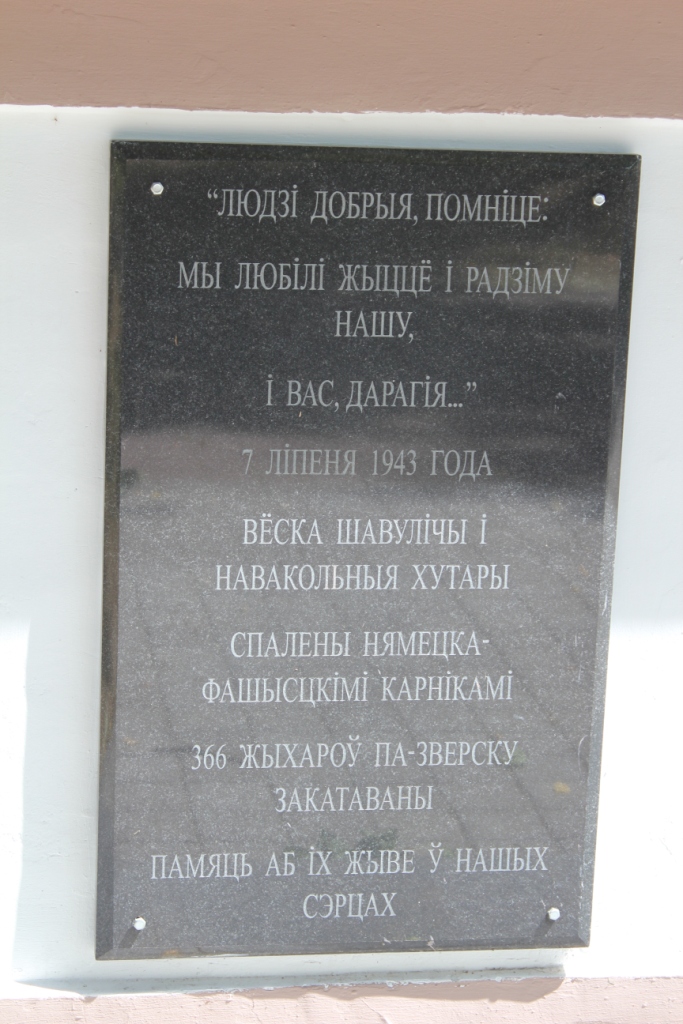 “ЛЮДЗІ ДОБРЫЯ, ПОМНІЦЕ:
МЫ ЛЮБІЛІ ЖЫЦЦЁ І РАДЗІМУ
НАШУ,
І ВАС, ДАРАГІЯ...”
7 ЛІПЕНЯ 1943 ГОДА
ВЁСКА ШАВУЛІЧЫ І
НАВАКОЛЬНЫЯ ХУТАРЫ
СПАЛЕНЫ НЯМЕЦКА-
ФАШЫСЦКІМІ КАРНІКАМІ
366 ЖЫХАРОЎ ПА-ЗВЕРСКУ
ЗАКАТАВАНЫ
ПАМЯЦЬ АБ ІХ ЖЫВЕ Ў НАШЫХ
СЭРЦАХ